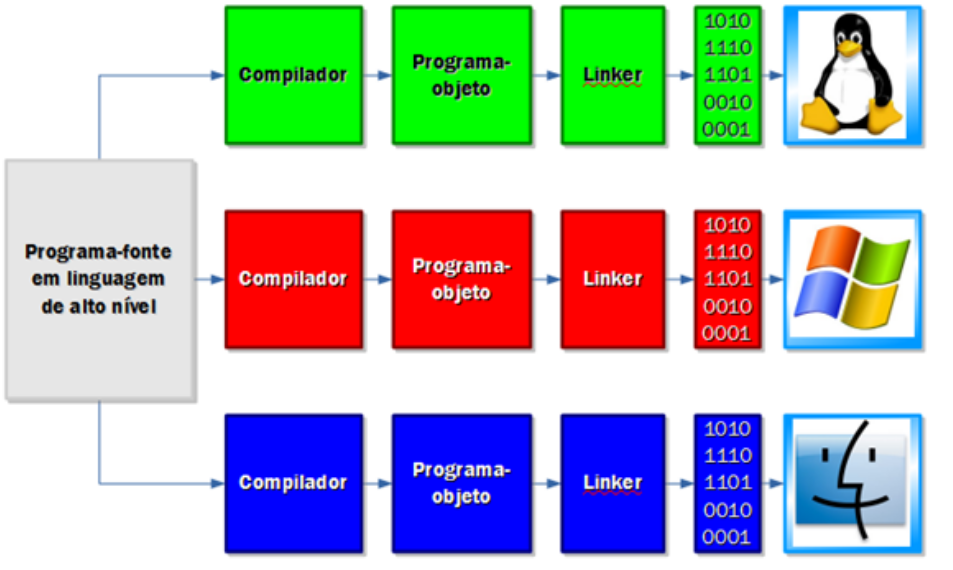 Compilador
Programa-
objeto
Linker
1010
1110
1101
0010
0001
Programa-fonte
em linguagem
de alto nível
Compilador
Programa-
objeto
Linker
1010
1110
1101
0010
0001
Compilador
Programa-
objeto
Linker
1010
1110
1101
0010
0001